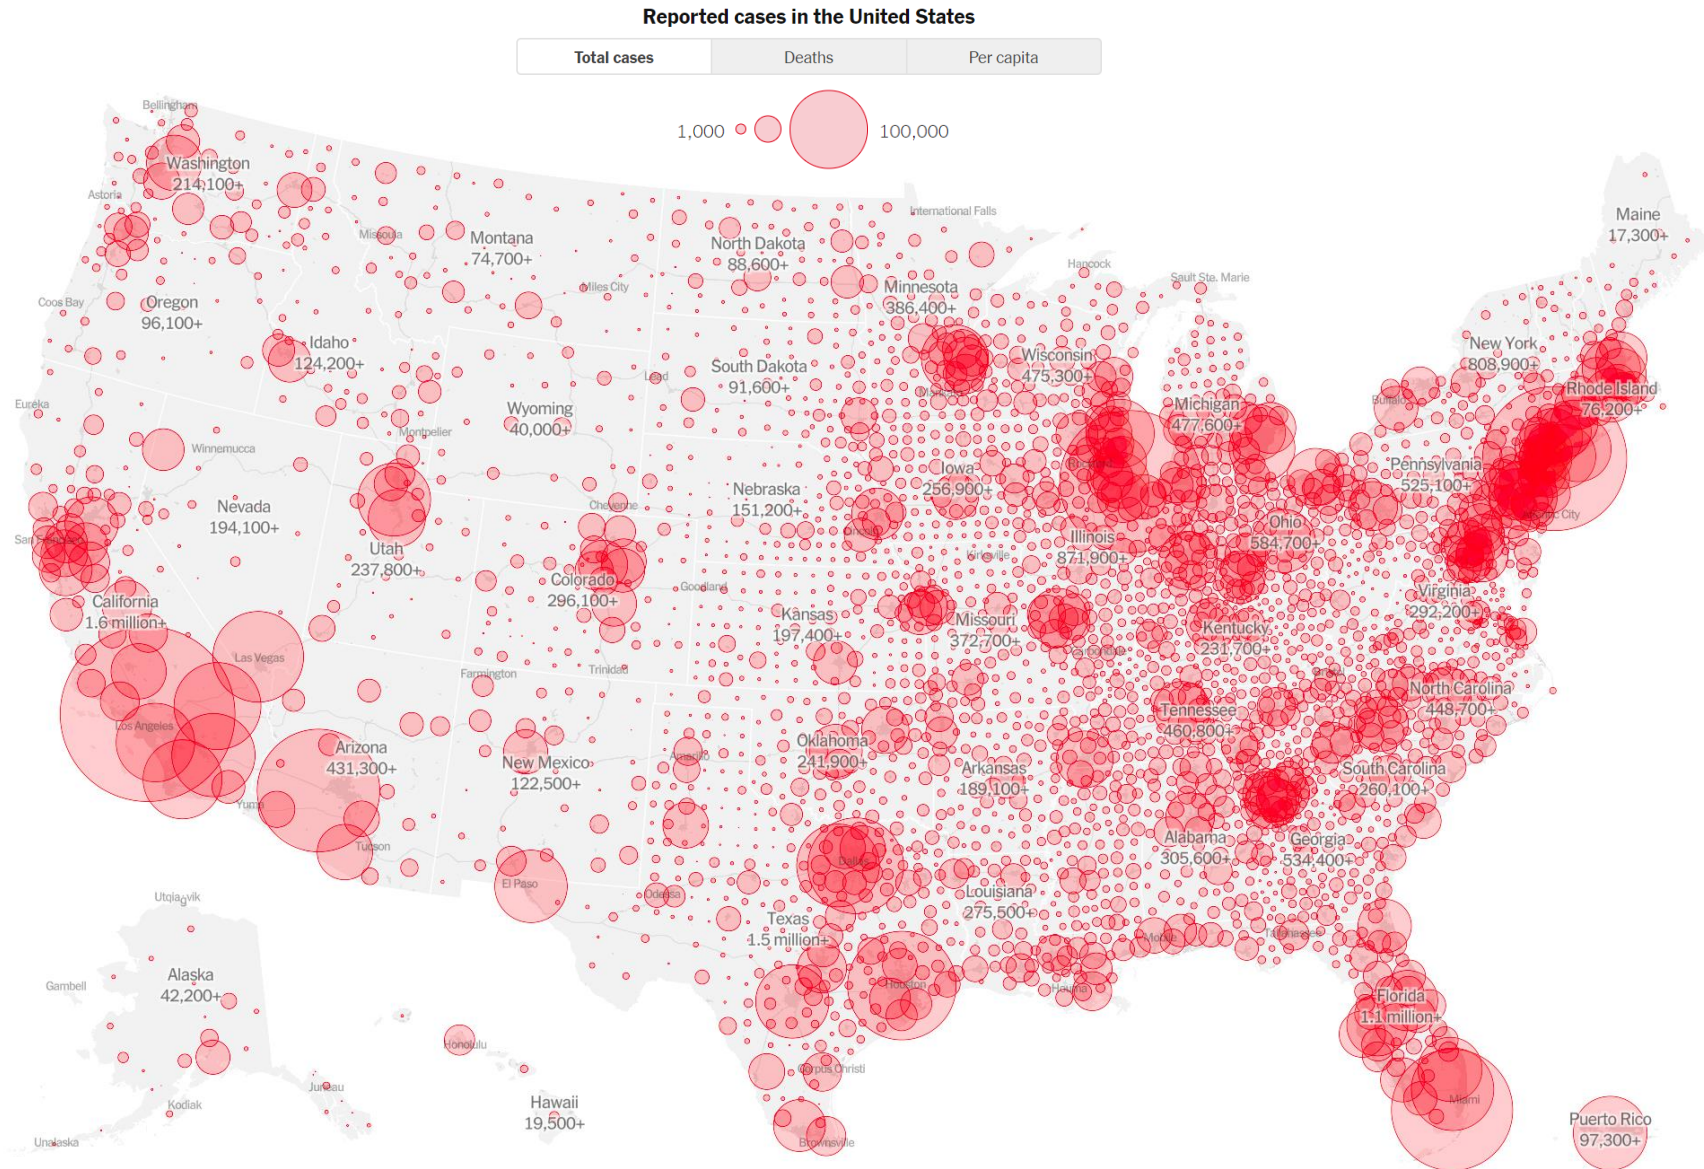 Reported cases in the United States
Total cases
Deaths
Per capita
1,000
100,000
Bellingham
Washington
214,100+
Astoria
Missoula
Montana
74,700+
North Dakota
88,600+
International Falls
Maine
17,300+
Hancock
Sault Ste. Marie
Miles City
Minnesota
386,400+
Coos Bay
Oregon
96,100+
Idaho
124,200+
South Dakota
91,600+
Wisconsin
475,300+
New York
808,900+
Lead
Rhode Island
76,200+
Eureka
Wyoming
40,000+
Michigan
477,600+
Buffalo
Montpelier
Winnemucca
Iowa
256,900+
Rockford
Pennsylvania
525,100+
Nebraska
151,200+
Cheyenne
Nevada
194,100+
Atlantic City
Lincoln
Ohio
584,700+
San Francisco
Utah
237,800+
Illinois
871,900+
Kirksville
Colorado
296,100+
Goodland
California
1.6 million+
Kansas
197,400+
Missouri
372,700+
Virginia
292,200+
Kentucky
231,700+
Carbondale
Las Vegas
Farmington
Trinidad
North Carolina
448,700+
Los Angeles
Tennessee
460,800+
Arizona
431,300+
New Mexico
122,500+
Amarillo
Oklahoma
241,900+
Arkansas
189,100+
South Carolina
260,100+
Yuma
Tucson
Alabama
305,600+
Georgia
534,400+
Dallas
El Paso
Odessa
Louisiana
275,500+
Utqiaġvik
Texas
1.5 million+
Mobile
Tallahassee
Alaska
42,200+
Gambell
Houston
Houma
Florida
1.1 million+
Honolulu
Corpus Christi
Juneau
Kodiak
Hawaii
19,500+
Miami
Puerto Rico
97,300+
Unalaska
Brownsville